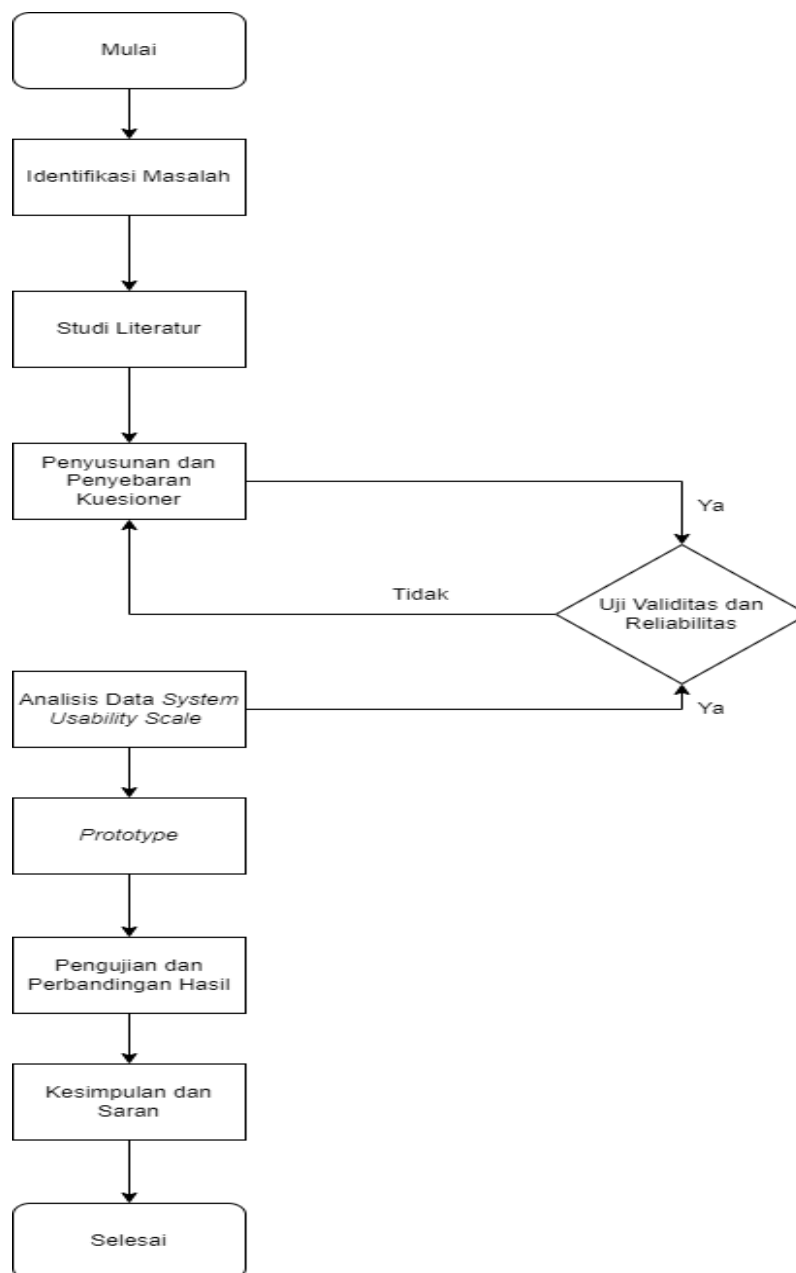 Mulai
Identifikasi Masalah
Studi Literatur
Penyusunan dan
Penyebaran
Kuesioner
Ya
Tidak
Uji Validitas dan
Reliabilitas
Analisis Data System
Usability Scale
Ya
Prototype
Pengujian dan
Perbandingan Hasil
Kesimpulan dan
Saran
Selesai